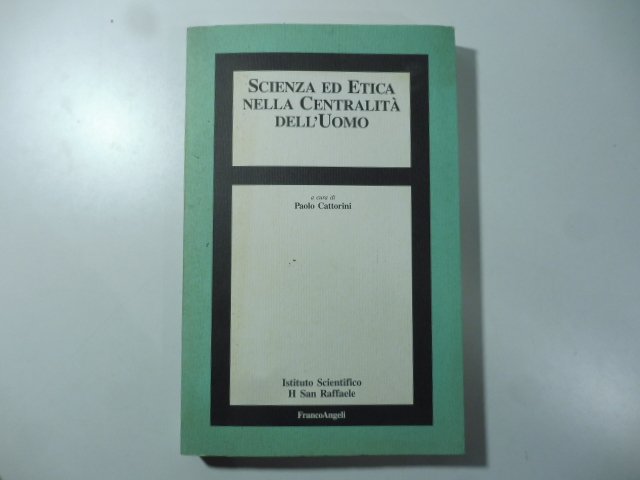 SCIENZA ED ETICA
NELLA CENTRALITÀ
DELL'UOMO
a cura di
Paolo Cattorini
Istituto Scientifico
H San Raffaele
FrancoAngeli